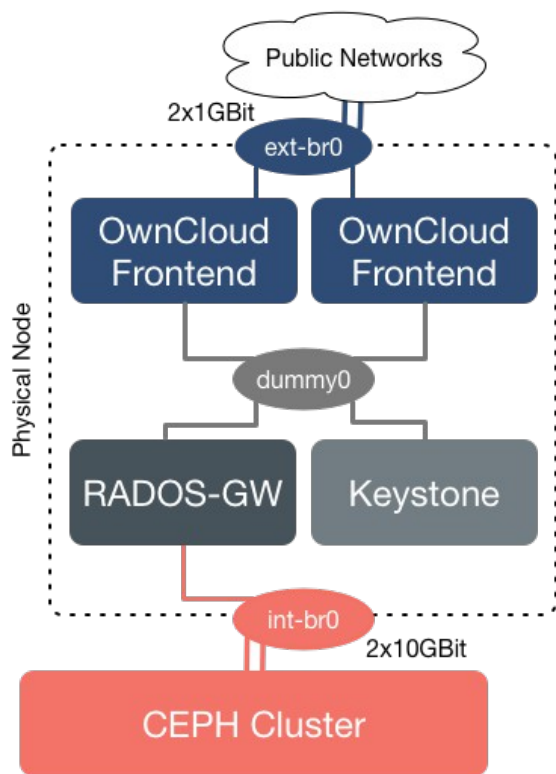 Public Networks
2x1GBit
ext-br0
OwnCloud
Frontend
OwnCloud
Frontend
Physical Node
dummy0
RADOS-GW
Keystone
int-br0
2x10GBit
CEPH Cluster